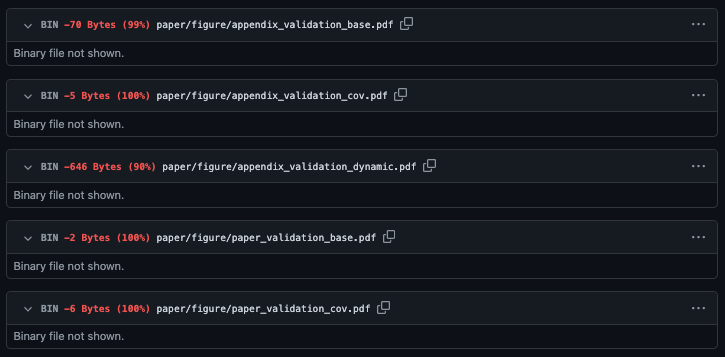 BIN −70 Bytes (99%) paper/figure/appendix_validation_base.pdf
Binary file not shown.
BIN −5 Bytes (100%) paper/figure/appendix_validation_cov.pdf
Binary file not shown.
BIN −646 Bytes (90%) paper/figure/appendix_validation_dynamic.pdf
Binary file not shown.
BIN −2 Bytes (100%) paper/figure/paper_validation_base.pdf
Binary file not shown.
BIN −6 Bytes (100%) paper/figure/paper_validation_cov.pdf
Binary file not shown.